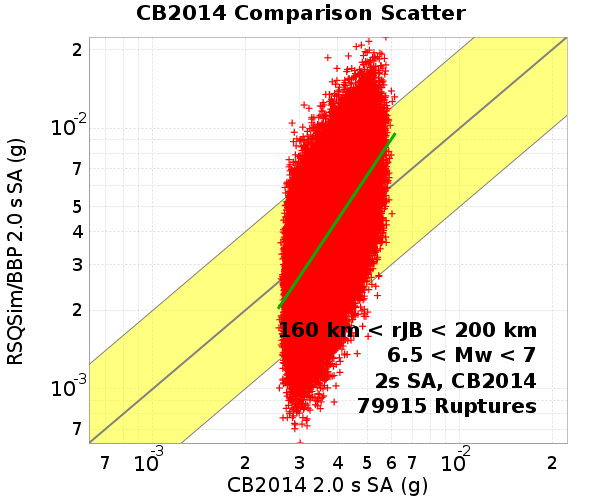 CB2014 Comparison Scatter
RSQSim/BBP 2.0 s SA (g)
2
10-2
7
5
4
3
2
10-3
7
160 km < rJB < 200 km
6.5 < Mw < 7
2s SA, CB2014
79915 Ruptures
7 10-3 2 3 4 5 6 7 10-2 2
CB2014 2.0 s SA (g)